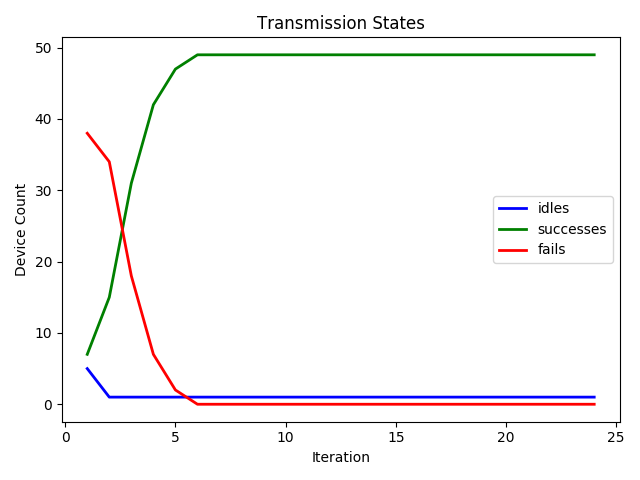 Transmission States
Device Count
50
40
30
20
10
0
idles
successes
fails
0 5 10 15 20 25
Iteration